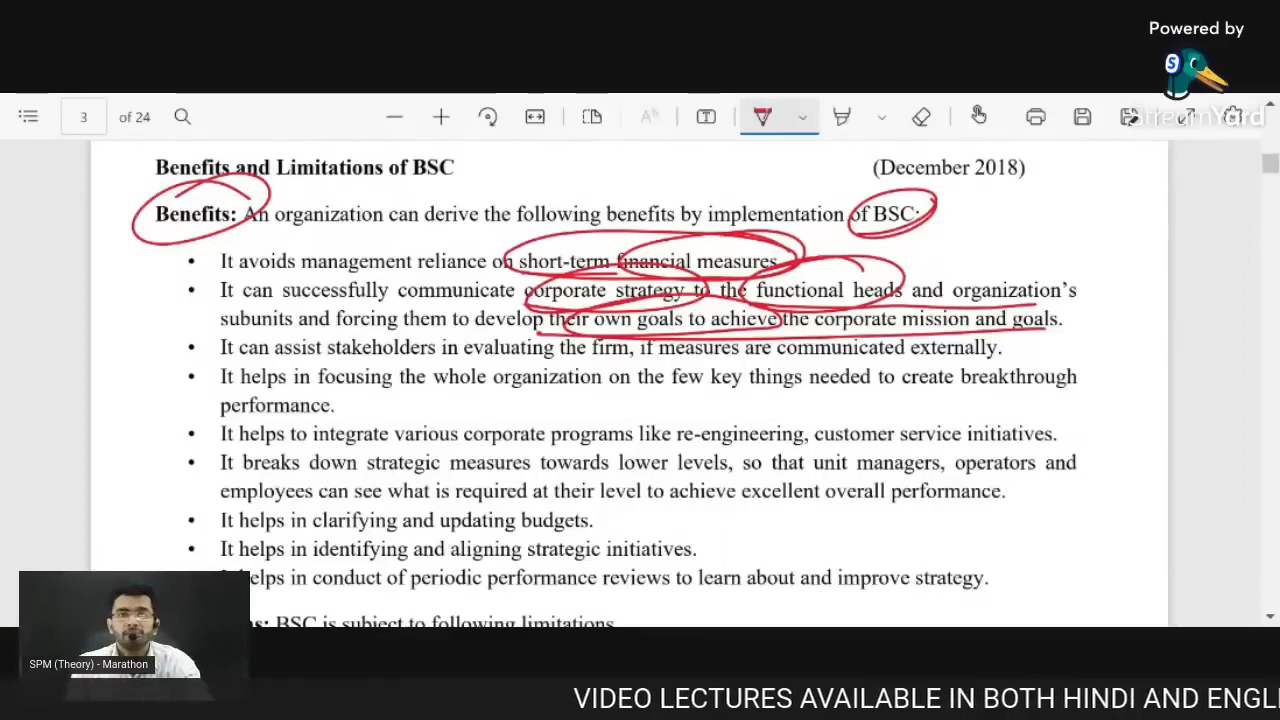 Powered by
S
3 of 24
StreamYard
Benefits and Limitations of BSC (December 2018)
Benefits: An organization can derive the following benefits by implementation of BSC:
• It avoids management reliance on short-term financial measures.
• It can successfully communicate corporate strategy to the functional heads and organization's
subunits and forcing them to develop their own goals to achieve the corporate mission and goals.
• It can assist stakeholders in evaluating the firm, if measures are communicated externally.
• It helps in focusing the whole organization on the few key things needed to create breakthrough
performance.
• It helps to integrate various corporate programs like re-engineering, customer service initiatives.
• It breaks down strategic measures towards lower levels, so that unit managers, operators and
employees can see what is required at their level to achieve excellent overall performance.
• It helps in clarifying and updating budgets.
• It helps in identifying and aligning strategic initiatives.
helps in conduct of periodic performance reviews to learn about and improve strategy.
BSC is subject to following limitations
SPM (Theory) - Marathon
VIDEO LECTURES AVAILABLE IN BOTH HINDI AND ENGL